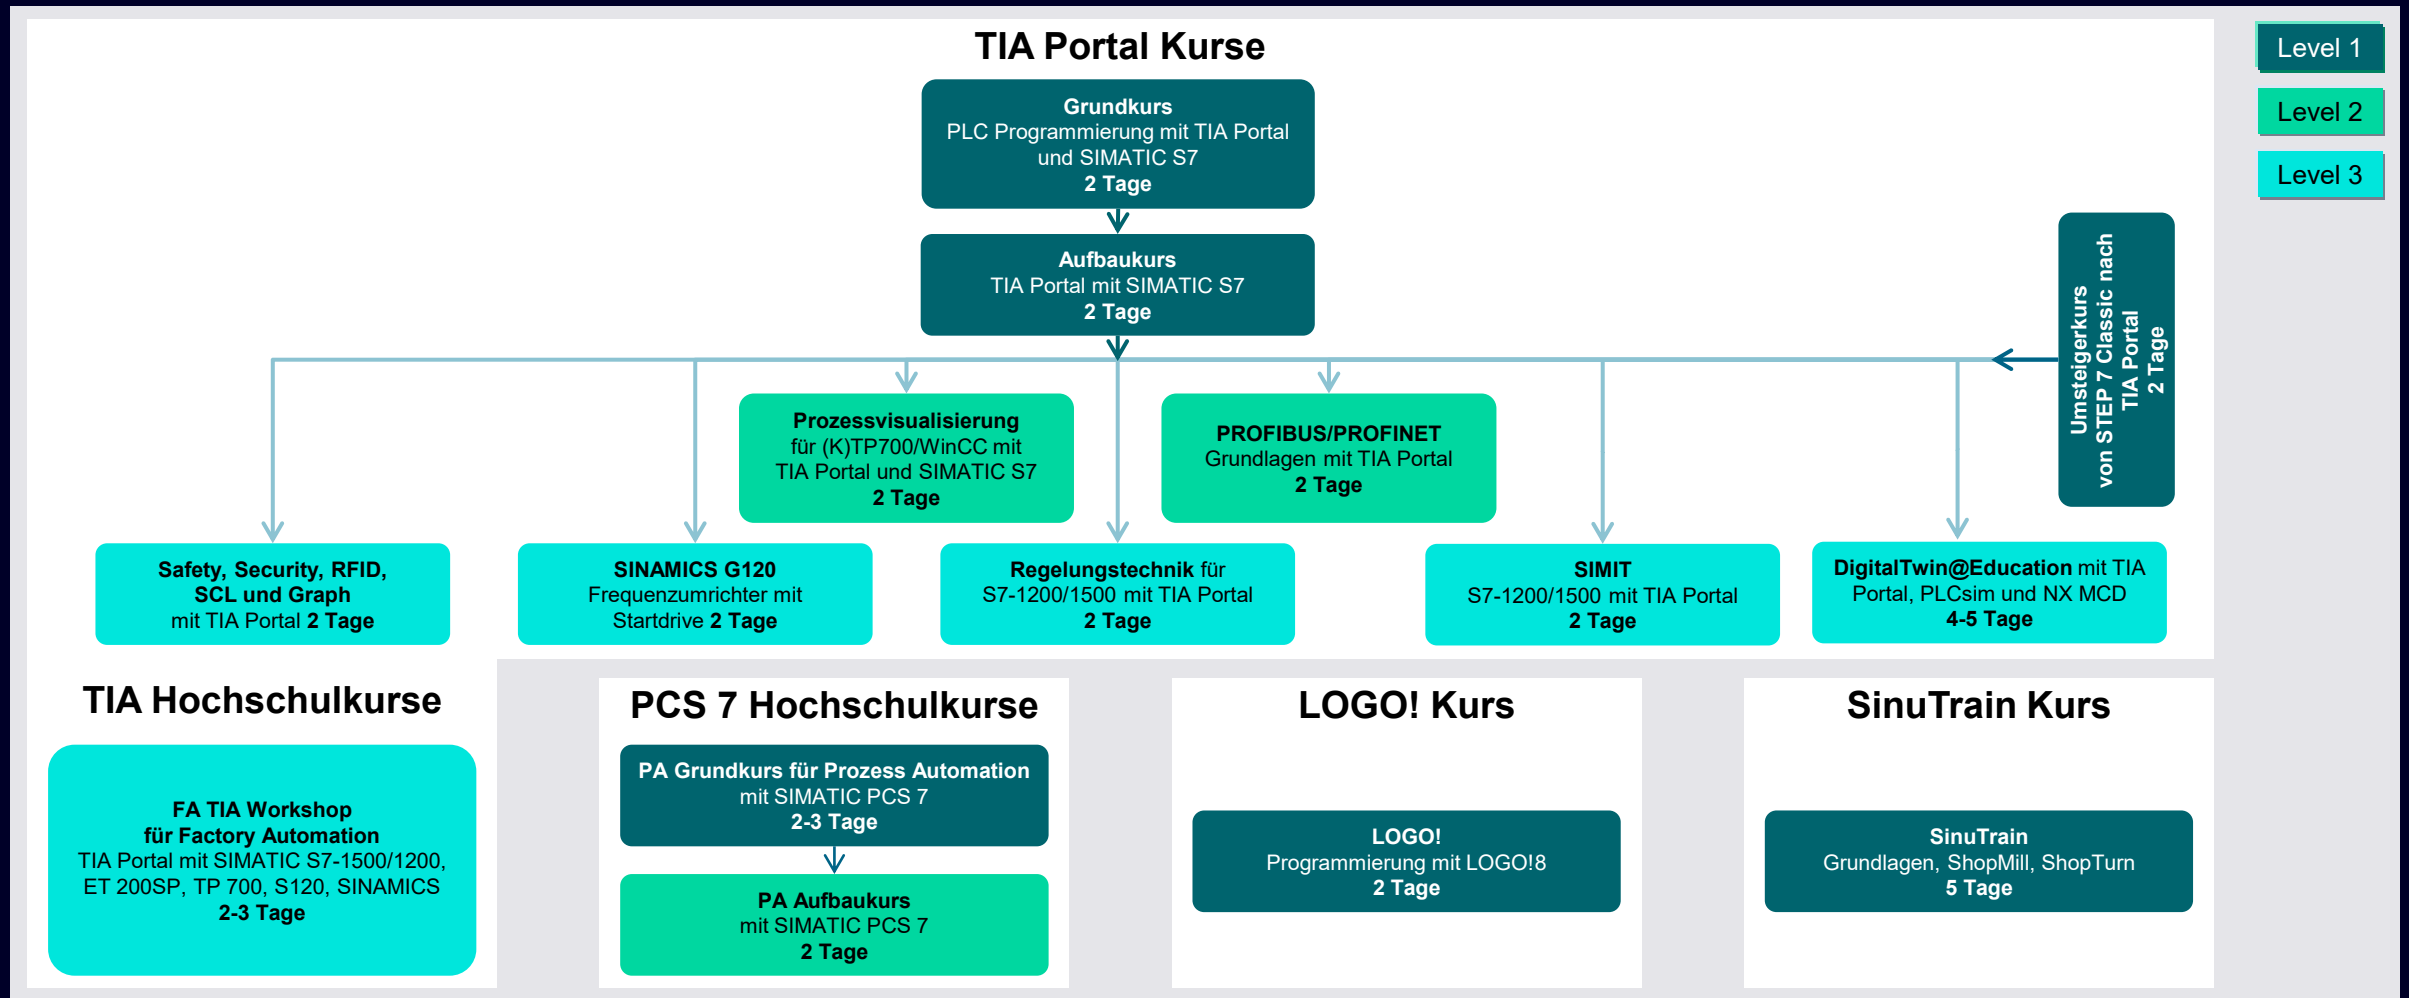 TIA Portal Kurse
Level 1
Level 2
Level 3
Grundkurs
PLC Programmierung mit TIA Portal
und SIMATIC S7
2 Tage
Aufbaukurs
TIA Portal mit SIMATIC S7
2 Tage
Umsteigerkurs
von STEP 7 Classic nach
TIA Portal
2 Tage
Prozessvisualisierung
für (K)TP700/WinCC mit
TIA Portal und SIMATIC S7
2 Tage
PROFIBUS/PROFINET
Grundlagen mit TIA Portal
2 Tage
Safety, Security, RFID,
SCL und Graph
mit TIA Portal 2 Tage
SINAMICS G120
Frequenzumrichter mit
Startdrive 2 Tage
Regelungstechnik für
S7-1200/1500 mit TIA Portal
2 Tage
SIMIT
S7-1200/1500 mit TIA Portal
2 Tage
DigitalTwin@Education mit TIA
Portal, PLCsim und NX MCD
4-5 Tage
TIA Hochschulkurse
FA TIA Workshop
für Factory Automation
TIA Portal mit SIMATIC S7-1500/1200,
ET 200SP, TP 700, S120, SINAMICS
2-3 Tage
PCS 7 Hochschulkurse
PA Grundkurs für Prozess Automation
mit SIMATIC PCS 7
2-3 Tage
PA Aufbaukurs
mit SIMATIC PCS 7
2 Tage
LOGO! Kurs
LOGO!
Programmierung mit LOGO!8
2 Tage
SinuTrain Kurs
SinuTrain
Grundlagen, ShopMill, ShopTurn
5 Tage